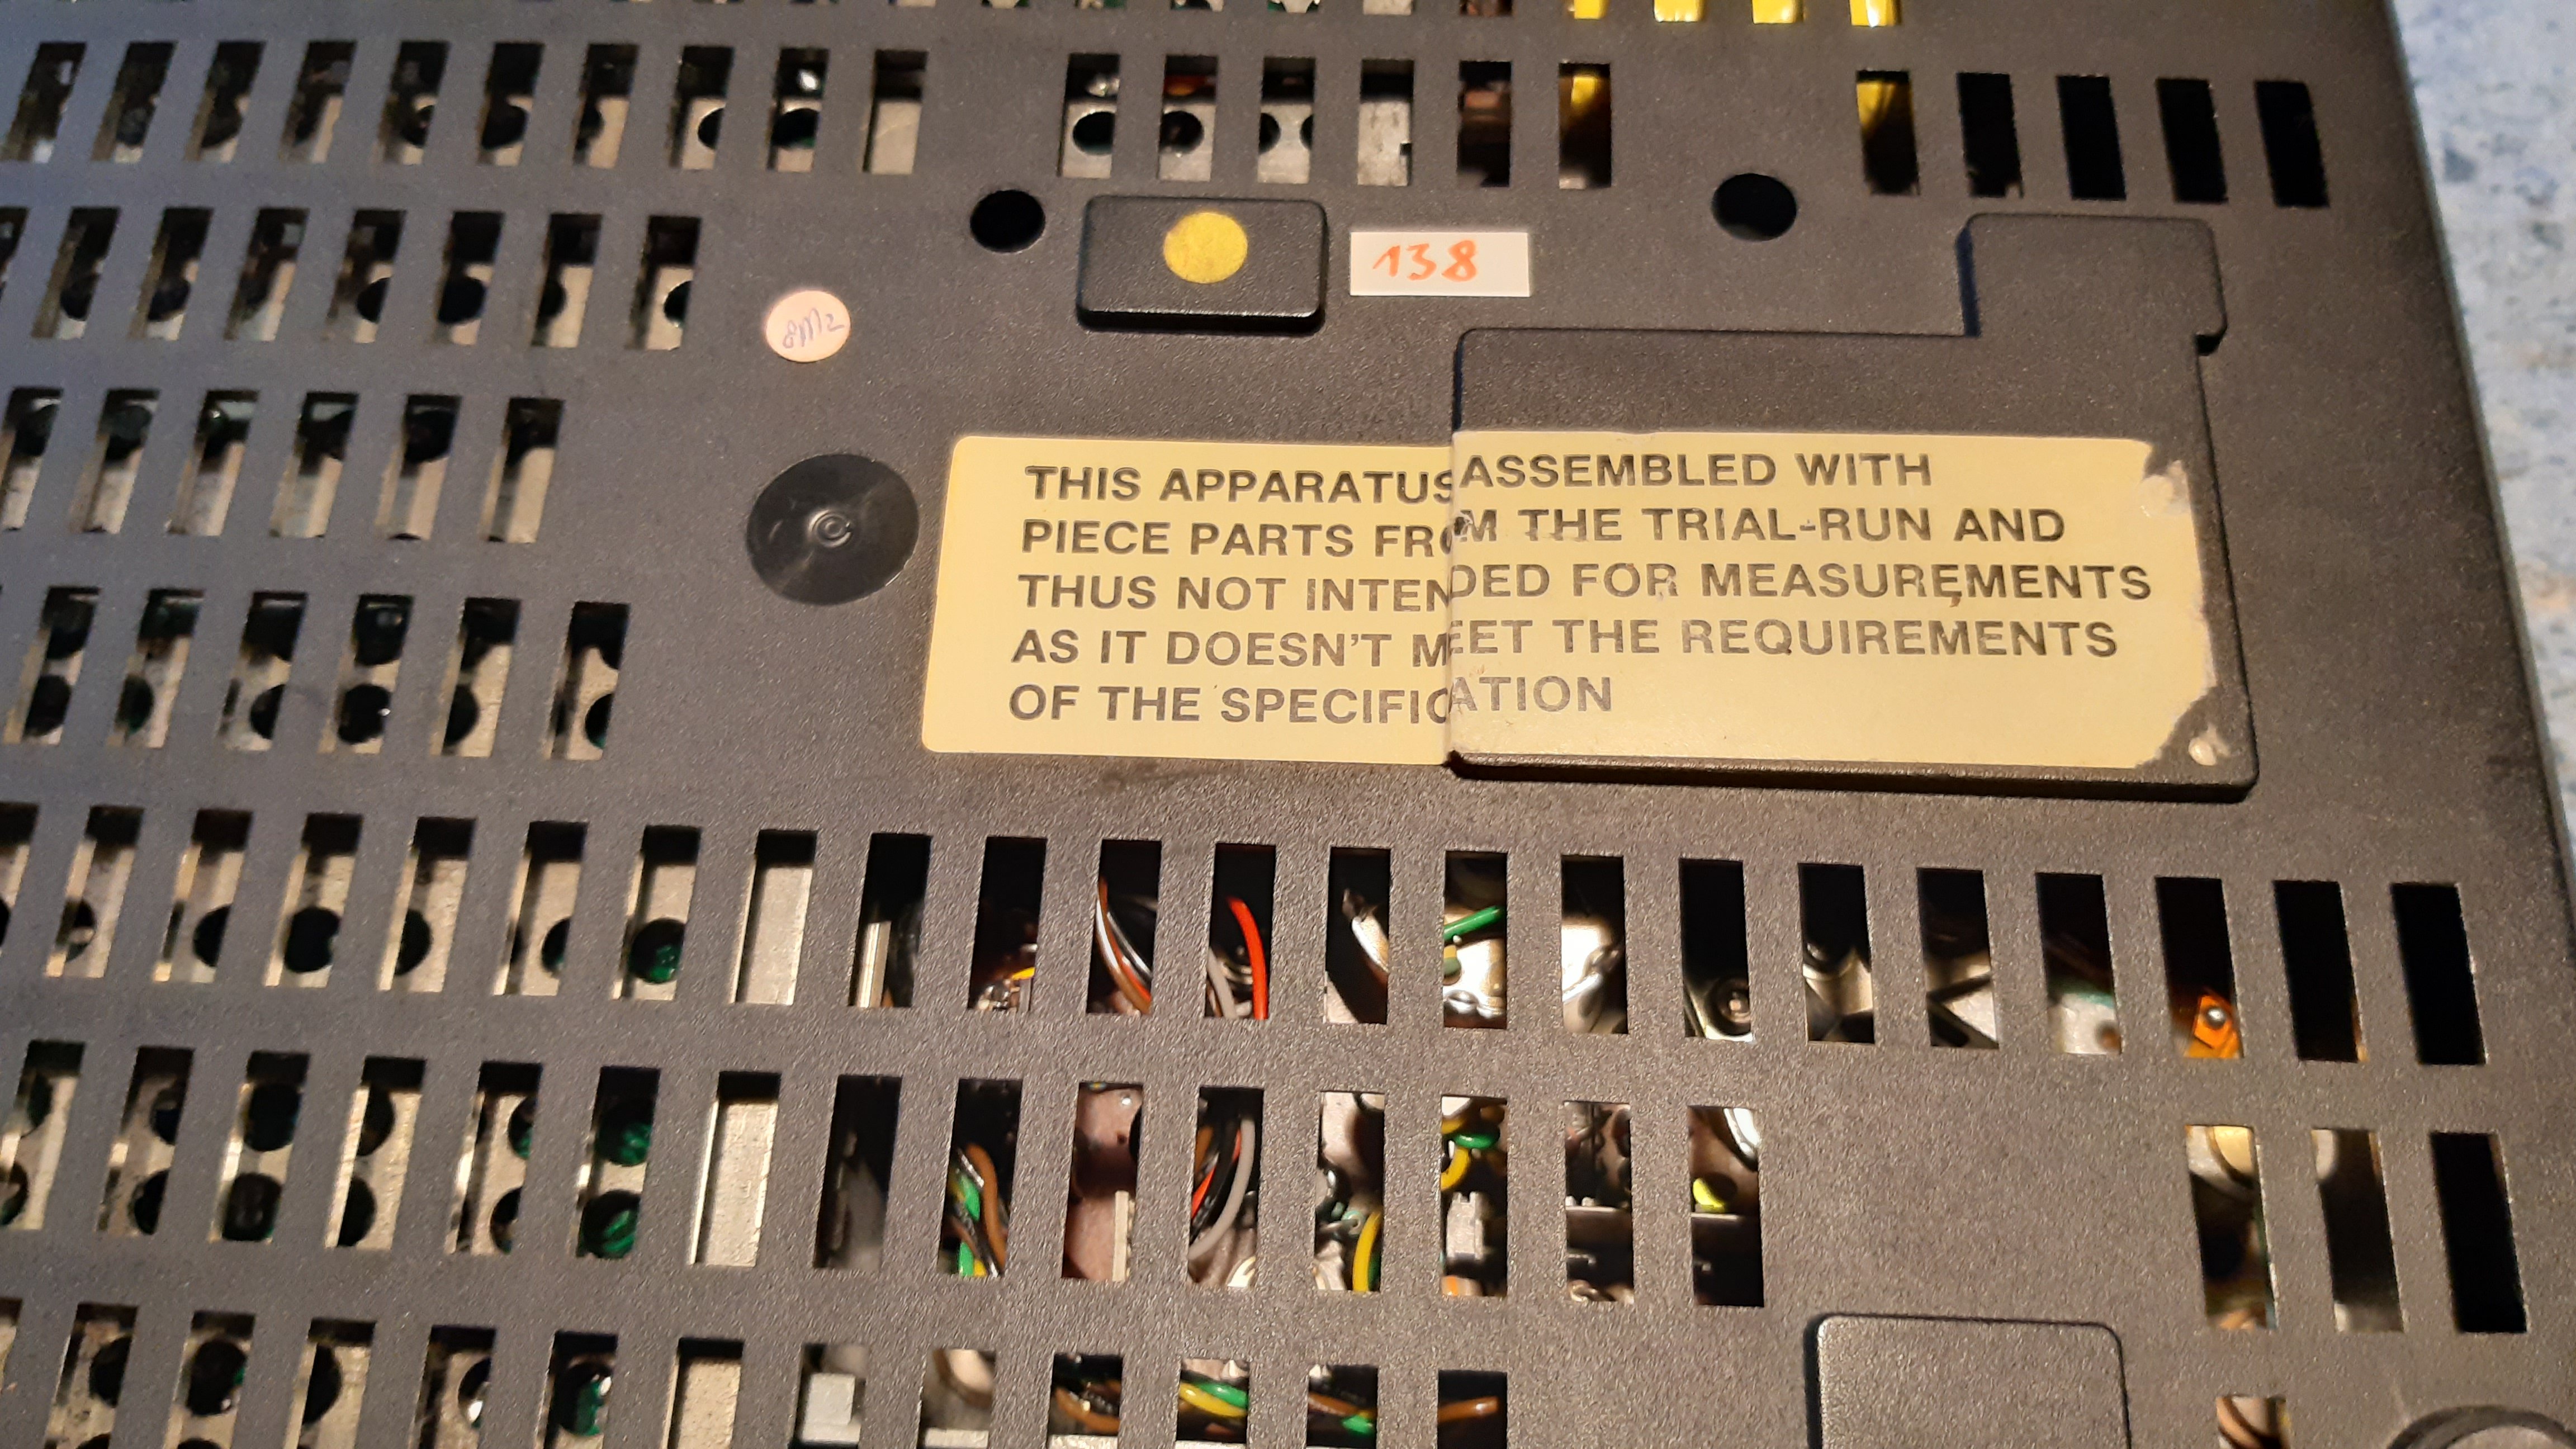 138
8M2
THIS APPARATUS ASSEMBLED WITH
PIECE PARTS FROM THE TRIAL-RUN AND
THUS NOT INTENDED FOR MEASUREMENTS
AS IT DOESN'T MEET THE REQUIREMENTS
OF THE SPECIFICATION